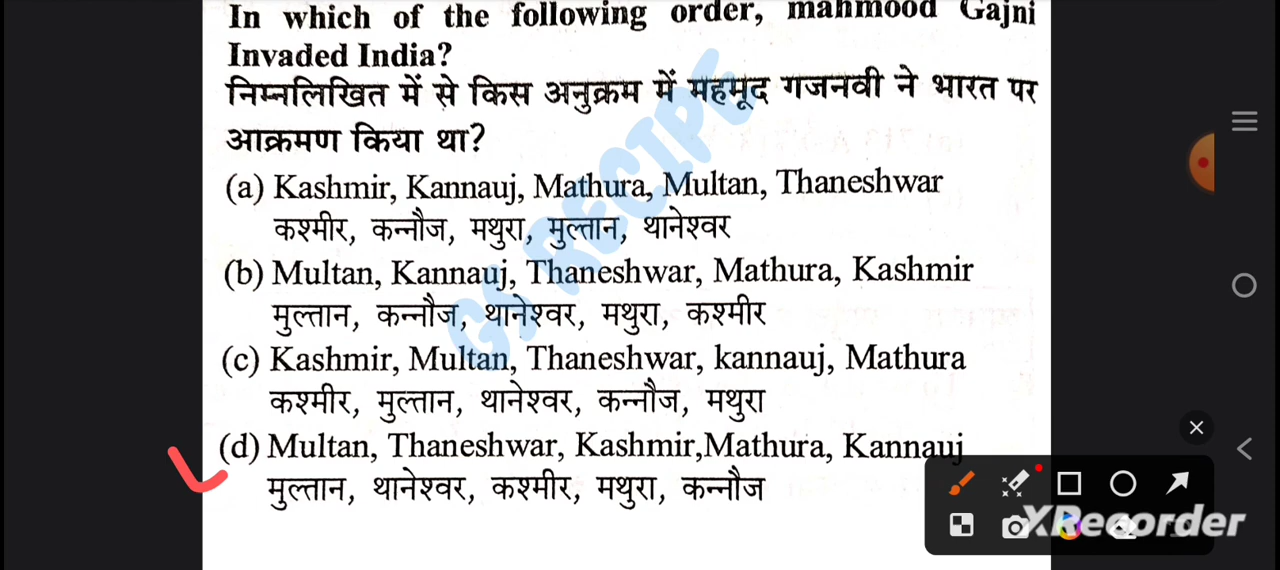 In which of the following order, mahmood Gajni
Invaded India?
निम्नलिखित में से किस अनुक्रम में महमूद गजनवी ने भारत पर
आक्रमण किया था?
(a) Kashmir, Kannauj, Mathura, Multan, Thaneshwar
कश्मीर, कन्नौज, मथुरा, मुल्तान, थानेश्वर
(b) Multan, Kannauj, Thaneshwar, Mathura, Kashmir
मुल्तान, कन्नौज, थानेश्वर, मथुरा, कश्मीर
(c) Kashmir, Multan, Thaneshwar, kannauj, Mathura
कश्मीर, मुल्तान, थानेश्वर, कन्नौज, मथुरा
(d) Multan, Thaneshwar, Kashmir,Mathura, Kannauj
मुल्तान, थानेश्वर, कश्मीर, मथुरा, कन्नौज
GS RECIPE
XRecorder